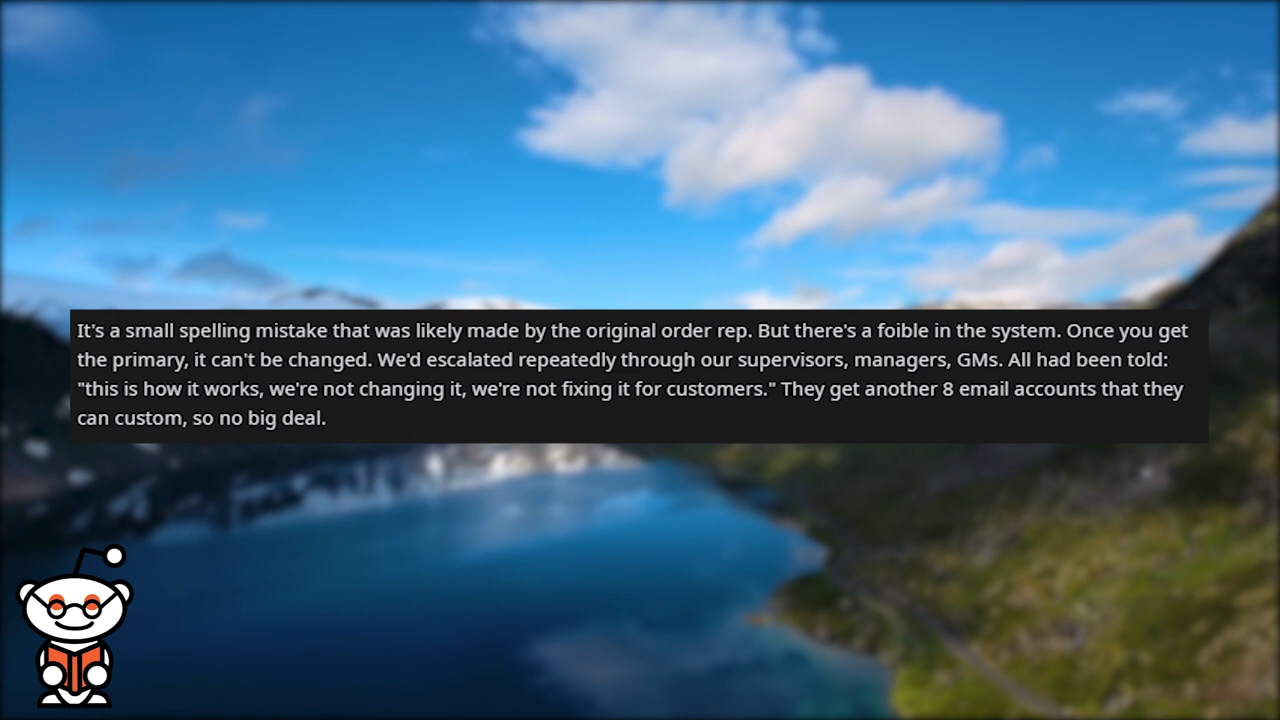 It's a small spelling mistake that was likely made by the original order rep. But there's a foible in the system. Once you get
the primary, it can't be changed. We'd escalated repeatedly through our supervisors, managers, GMs. All had been told:
"this is how it works, we're not changing it, we're not fixing it for customers." They get another 8 email accounts that they
can custom, so no big deal.